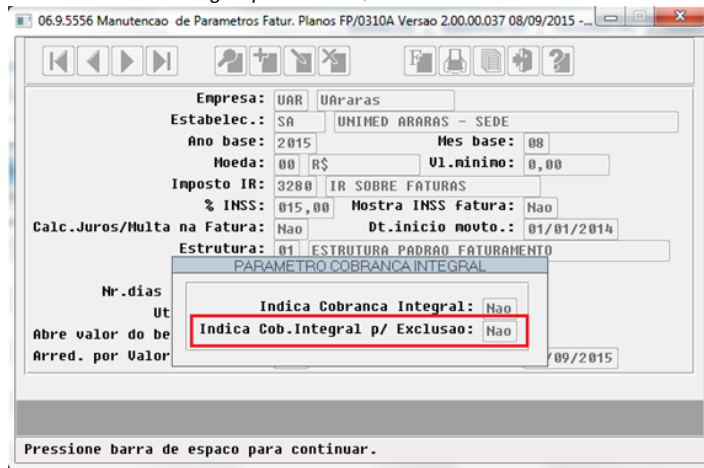 06.9.5556 Manutencao de Parametros Fatur. Planos FP/0310A Versao 2.00.00.037 08/09/2015 -...
Empresa: UAR UAraras
Estabelec.: SA UNIMED ARARAS - SEDE
Ano base: 2015 Mes base: 08
Moeda: 00 R$ Vl.minimo: 0,00
Imposto IR: 3280 IR SOBRE FATURAS
% INSS: 015,00 Mostra INSS fatura: Nao
Calc.Juros/Multa na Fatura: Nao Dt.inicio movto.: 01/01/2014
Estrutura: 01 ESTRUTURA PADRAO FATURAMENTO
PARAMETRO COBRANCA INTEGRAL
Nr.dias
Indica Cobranca Integral: Nao
Ut
Indica Cob.Integral p/ Exclusao: Nao
Abre valor do be
Arred. por Valor /09/2015
Pressione barra de espaco para continuar.